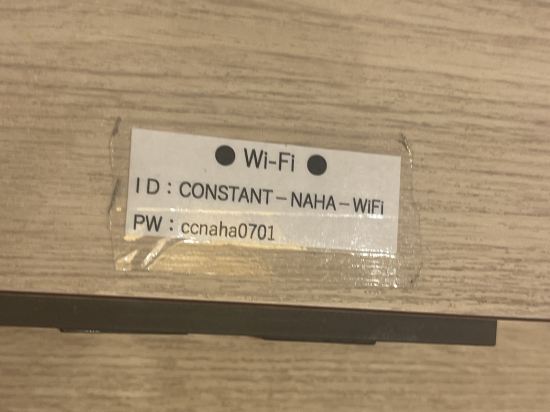 ● Wi-Fi ●
ID：CONSTANT－NAHA－WiFi
PW：ccnaha0701